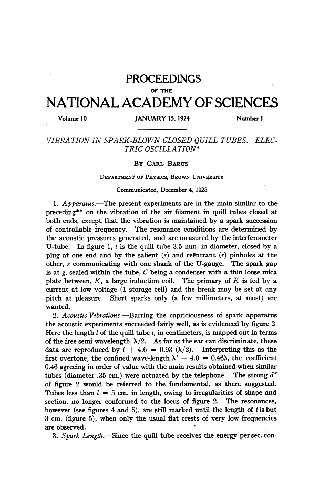 PROCEEDINGS
OF THE
NATIONAL ACADEMY OF SCIENCES
Volume 10 JANUARY 15, 1924 Number 1
VIBRATION IN SPARK-BLOWN CLOSED QUILL TUBES. ELEC-
TRIC OSCILLATION*
BY CARL BARUS
DEPARTMENT OF PHYSICS, BROWN UNIVERSITY
Communicated, December 4, 1923
1. Apparatus.—The present experiments are in the main similar to the
preceding** on the vibration of the air filament in quill tubes closed at
both ends, except that the vibration was produced by a spark succession
of controllable frequency. The resonance conditions are determined by
the acoustic pressures generated, and are measured by the interferometer
U-tube. In figure 1, t is the quill tube 3.5 mm. in diameter, closed by a
plug at one end and by the salient (s) and reentrant (r) pinholes at the
other, r communicating with one shank of the U-gauge. The spark gap
is at g, sealed within the tube, C being a condenser with a thin loose mica
plate between, K, a large induction coil. The primary of K is fed by a
current at low voltage (1 storage cell) and the break may be set at any
pitch at pleasure. Short sparks only (a few millimeters, at most) are
wanted.
2. Acoustic Vibrations.—Barring the capriciousness of spark apparatus
the acoustic experiments succeeded fairly well, as is evidenced by figure 2.
Here the length l of the quill tube t, in centimeters, is mapped out in terms
of the free semi wavelength λ/2. As far as the ear can discriminate, these
data are reproduced by l + 4.6 = 0.93 (λ/2). Interpreting this as the
first overtone, the confined wave-length λ' − 4.6 = 0.46λ, the coefficient
0.46 agreeing in order of value with the main results obtained when similar
tubes (diameter .35 cm.) were actuated by the telephone. The strong d''
of figure 2 would be referred to the fundamental, as there suggested.
Tubes less than l = 5 cm. in length, owing to irregularities of shape and
section, no longer conformed to the locus of figure 2. The resonances,
however (see figures 4 and 5), are still marked until the length of l is but
3 cm. (figure 5), when only the usual flat crests of very low frequencies
are observed.
3. Spark Length.—Since the quill tube receives the energy per sec. con-